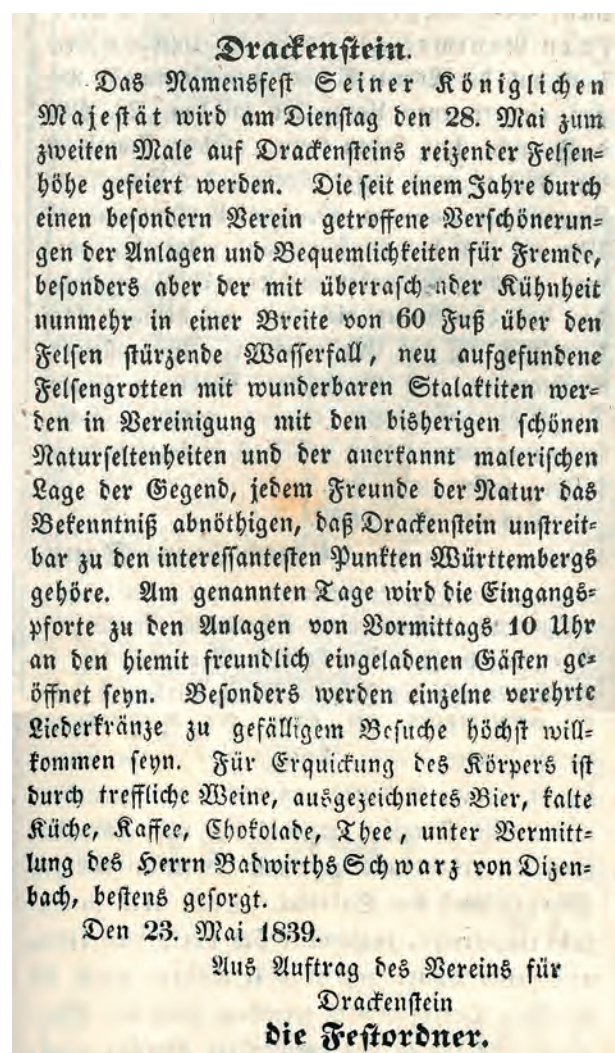 Drackenstein.
Das Namensfest Seiner Königlichen
Majestät wird am Dienstag den 28. Mai zum
zweiten Male auf Drackensteins reizender Felsen=
höhe gefeiert werden. Die seit einem Jahre durch
einen besondern Verein getroffene Verschönerun=
gen der Anlagen und Bequemlichkeiten für Fremde,
besonders aber der mit überraschender Kühnheit
nunmehr in einer Breite von 60 Fuß über den
Felsen stürzende Wasserfall, neu aufgefundene
Felsengrotten mit wunderbaren Stalaktiten wer=
den in Vereinigung mit den bisherigen schönen
Naturseltenheiten und der anerkannt malerischen
Lage der Gegend, jedem Freunde der Natur das
Bekenntniß abnöthigen, daß Drackenstein unstreit=
bar zu den interessantesten Punkten Württembergs
gehöre. Am genannten Tage wird die Eingangs=
pforte zu den Anlagen von Vormittags 10 Uhr
an den hiemit freundlich eingeladenen Gästen ge=
öffnet seyn. Besonders werden einzelne verehrte
Liederkränze zu gefälligem Besuche höchst will=
kommen seyn. Für Erquickung des Körpers ist
durch treffliche Weine, ausgezeichnetes Bier, kalte
Küche, Kaffee, Chokolade, Thee, unter Vermitt=
lung des Herrn Badwirths Schwarz von Dizen=
bach, bestens gesorgt.
Den 23. Mai 1839.
Aus Auftrag des Vereins für
Drackenstein
die Festordner.